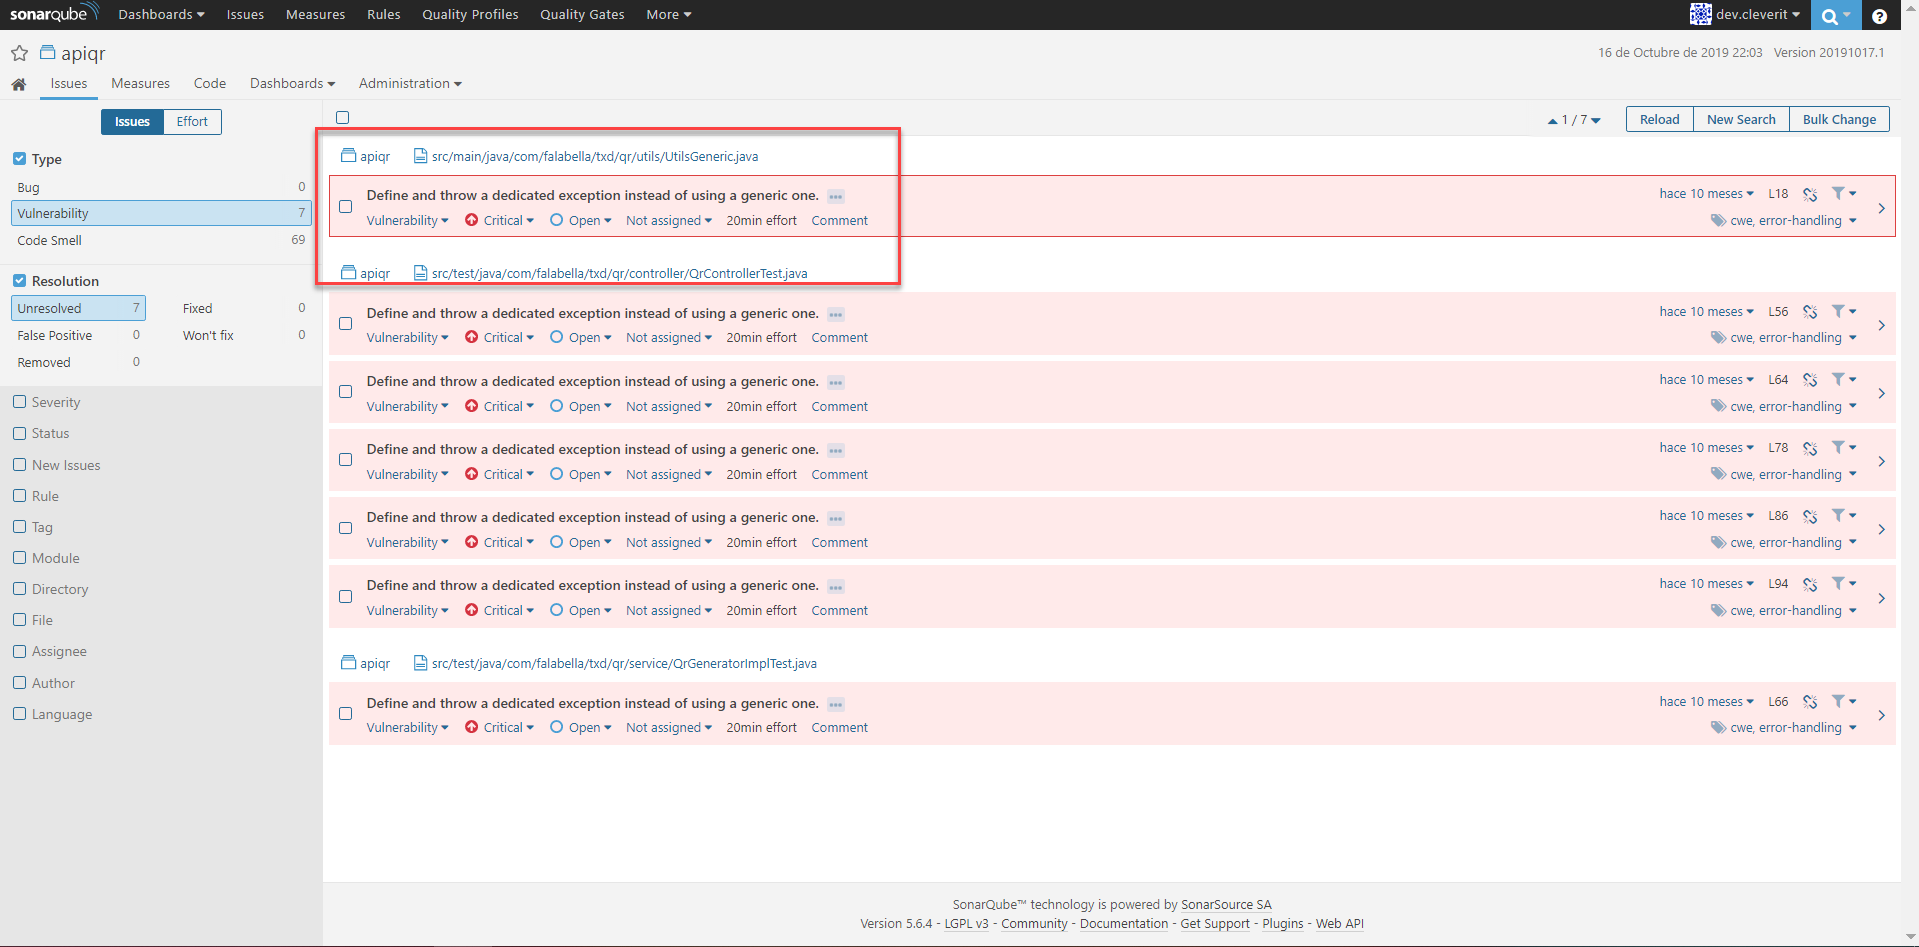 sonarqube Dashboards Issues Measures Rules Quality Profiles Quality Gates More dev.cleverit ?
apiqr 16 de Octubre de 2019 22:03 Version 20191017.1
Issues Measures Code Dashboards Administration
Issues Effort
1 / 7 Reload New Search Bulk Change
Type
Bug 0
Vulnerability 7
Code Smell 69
Resolution
Unresolved 7 Fixed 0
False Positive 0 Won't fix 0
Removed 0
Severity
Status
New Issues
Rule
Tag
Module
Directory
File
Assignee
Author
Language
apiqr src/main/java/com/falabella/txd/qr/utils/UtilsGeneric.java
Define and throw a dedicated exception instead of using a generic one. ... hace 10 meses L18
Vulnerability Critical Open Not assigned 20min effort Comment cwe, error-handling
apiqr src/test/java/com/falabella/txd/qr/controller/QrControllerTest.java
Define and throw a dedicated exception instead of using a generic one. ... hace 10 meses L56
Vulnerability Critical Open Not assigned 20min effort Comment cwe, error-handling
Define and throw a dedicated exception instead of using a generic one. ... hace 10 meses L64
Vulnerability Critical Open Not assigned 20min effort Comment cwe, error-handling
Define and throw a dedicated exception instead of using a generic one. ... hace 10 meses L78
Vulnerability Critical Open Not assigned 20min effort Comment cwe, error-handling
Define and throw a dedicated exception instead of using a generic one. ... hace 10 meses L86
Vulnerability Critical Open Not assigned 20min effort Comment cwe, error-handling
Define and throw a dedicated exception instead of using a generic one. ... hace 10 meses L94
Vulnerability Critical Open Not assigned 20min effort Comment cwe, error-handling
apiqr src/test/java/com/falabella/txd/qr/service/QrGeneratorImplTest.java
Define and throw a dedicated exception instead of using a generic one. ... hace 10 meses L66
Vulnerability Critical Open Not assigned 20min effort Comment cwe, error-handling
SonarQube™ technology is powered by SonarSource SA
Version 5.6.4 - LGPL v3 - Community - Documentation - Get Support - Plugins - Web API